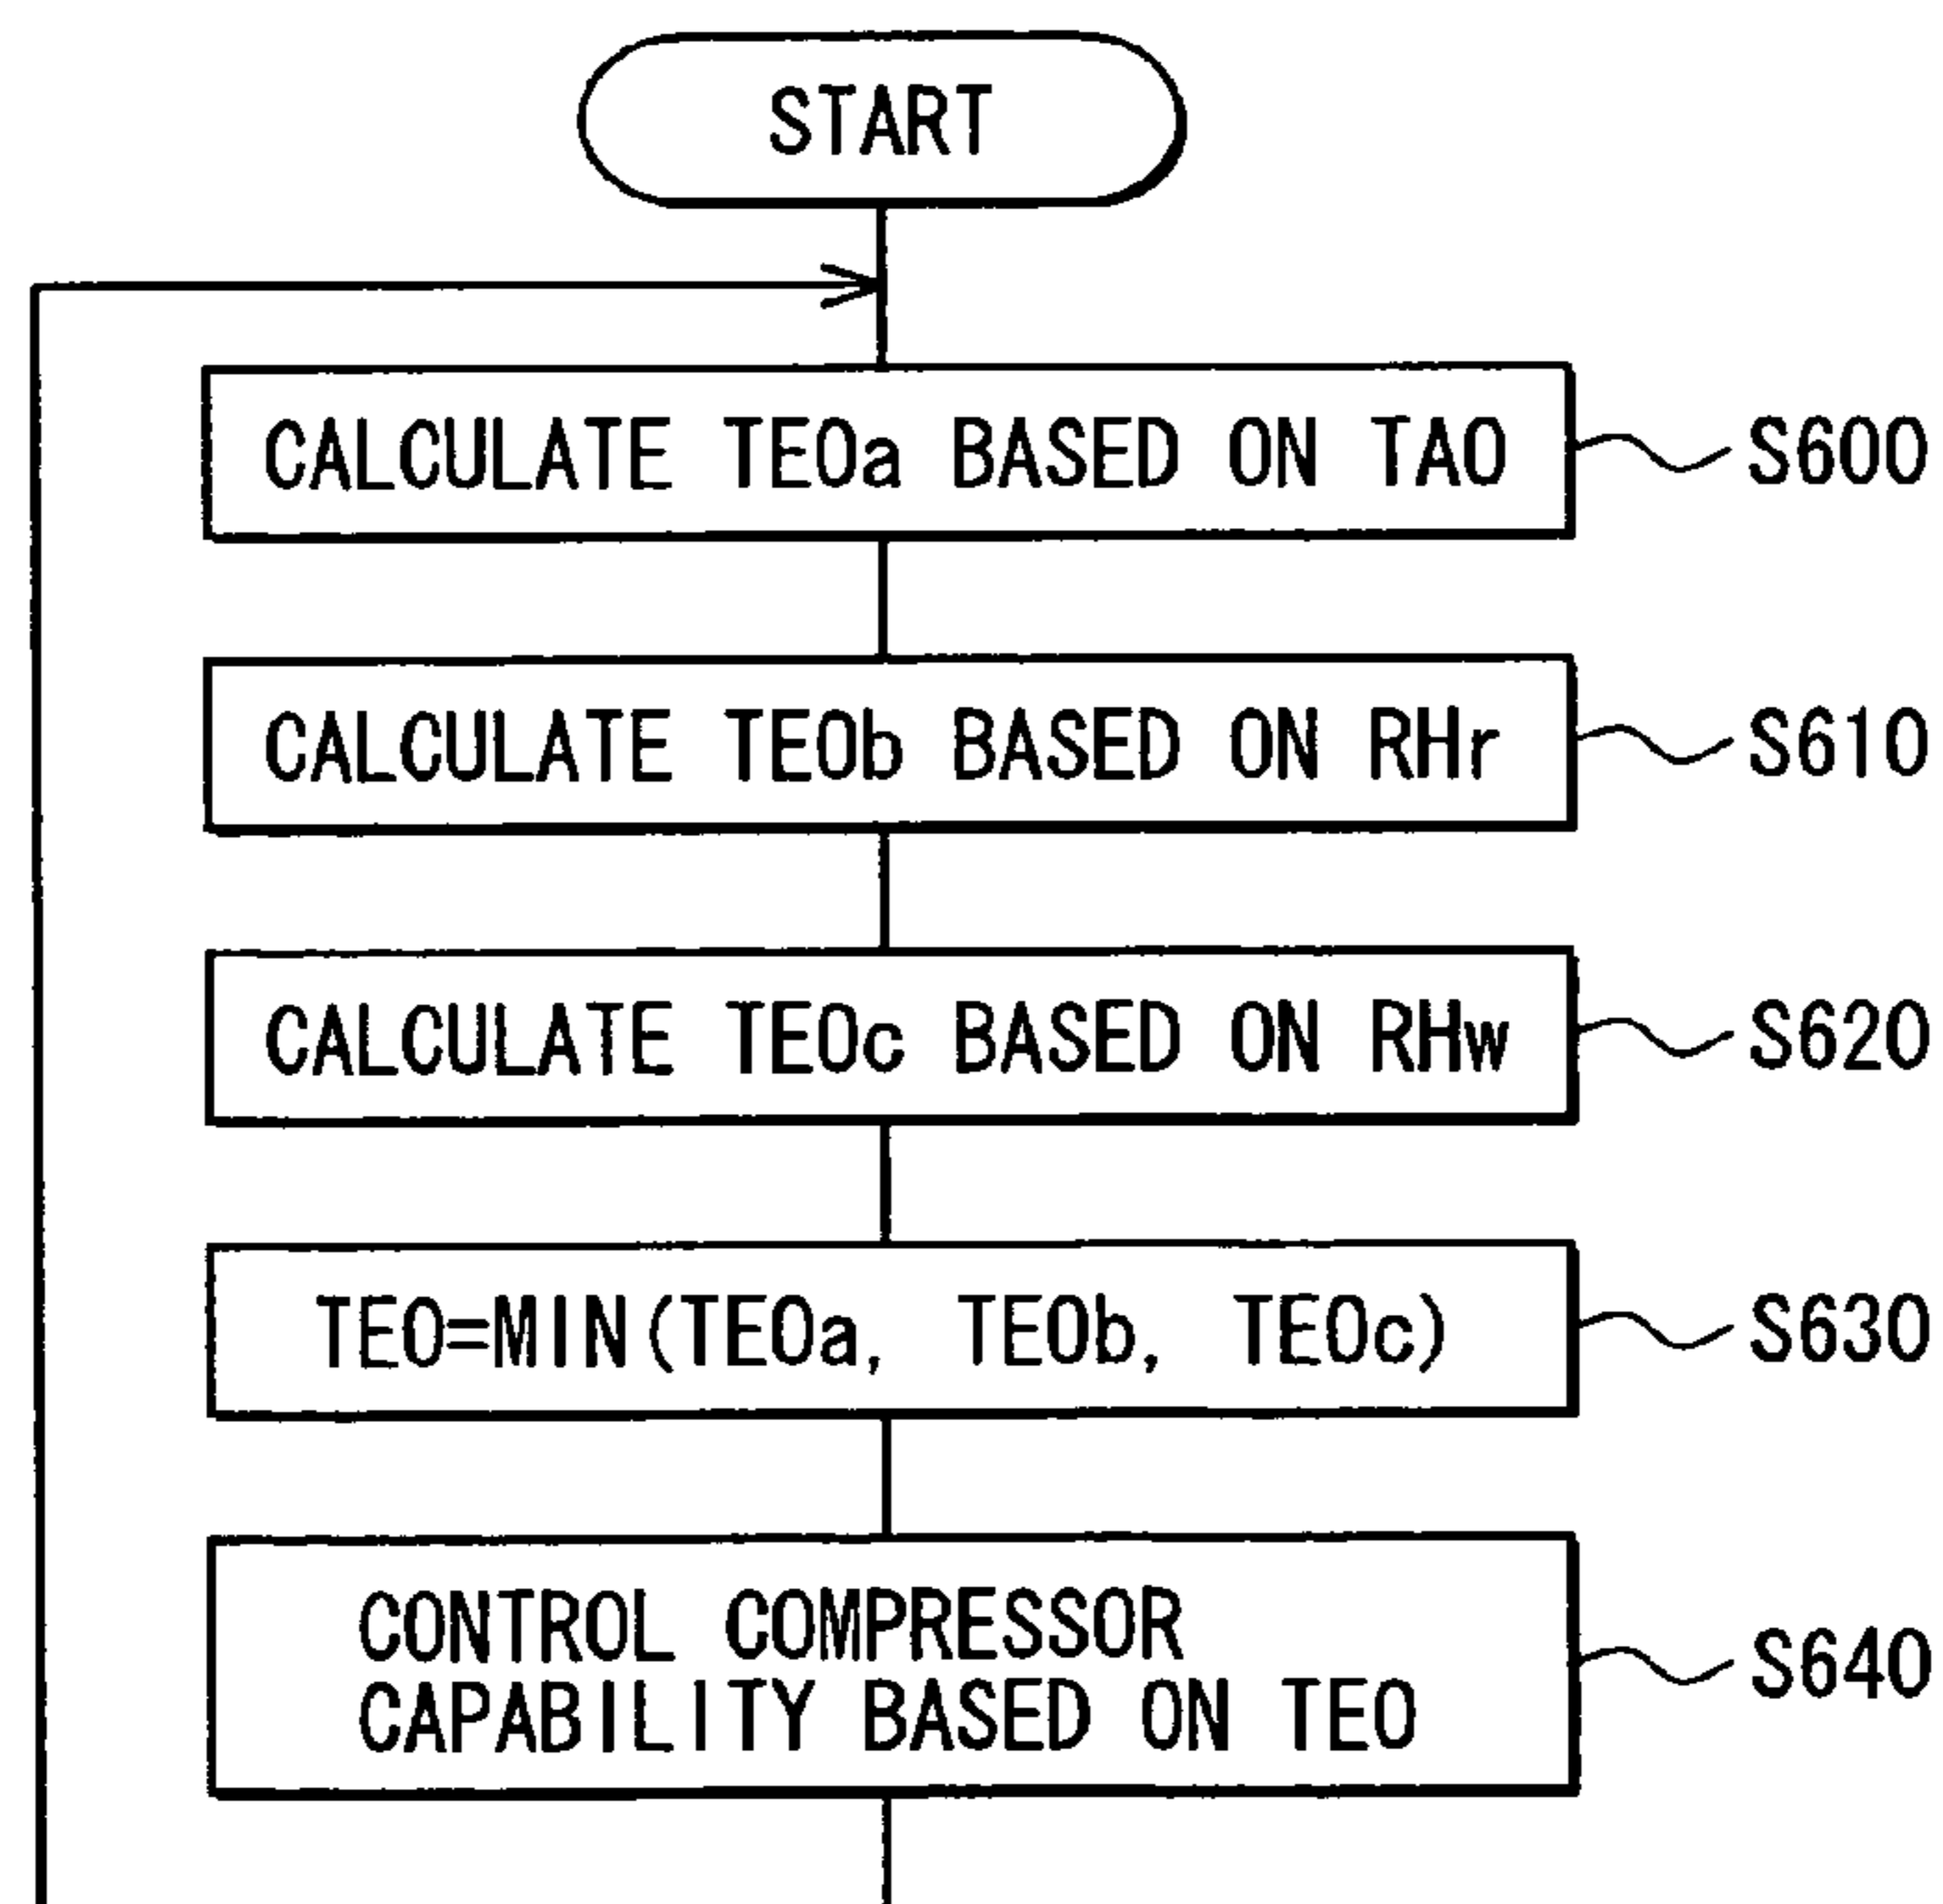 START
CALCULATE TEOa BASED ON TAO
S600
CALCULATE TEOb BASED ON RHr
S610
CALCULATE TEOc BASED ON RHw
S620
TEO=MIN(TEOa, TEOb, TEOc)
S630
CONTROL COMPRESSOR
CAPABILITY BASED ON TEO
S640